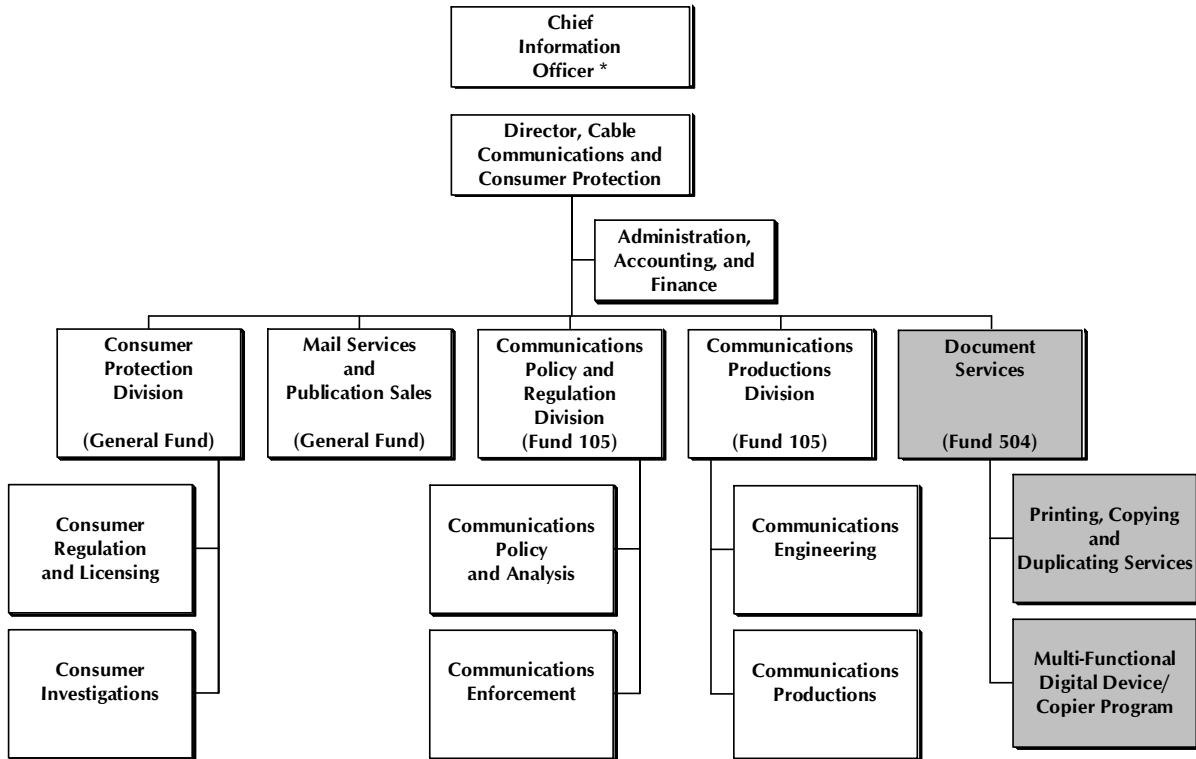 Chief
Information
Officer *
Director, Cable
Communications and
Consumer Protection
Administration,
Accounting, and
Finance
Consumer
Protection
Division
(General Fund)
Mail Services
and
Publication Sales
(General Fund)
Communications
Policy and
Regulation
Division
(Fund 105)
Communications
Productions
Division
(Fund 105)
Document
Services
(Fund 504)
Consumer
Regulation
and Licensing
Communications
Policy
and Analysis
Communications
Engineering
Printing, Copying
and
Duplicating Services
Consumer
Investigations
Communications
Enforcement
Communications
Productions
Multi-Functional
Digital Device/
Copier Program